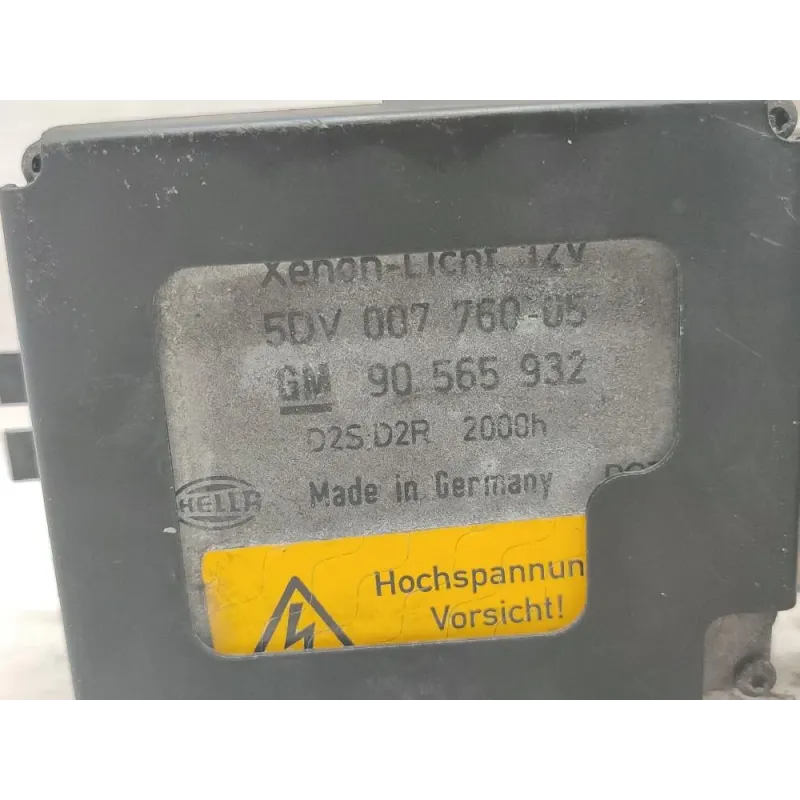 Xenon-Licht 12V
5DV 007 760-05
GM 90 565 932
D2S,D2R 2000h
Made in Germany
HELLA
Hochspannun
Vorsicht!